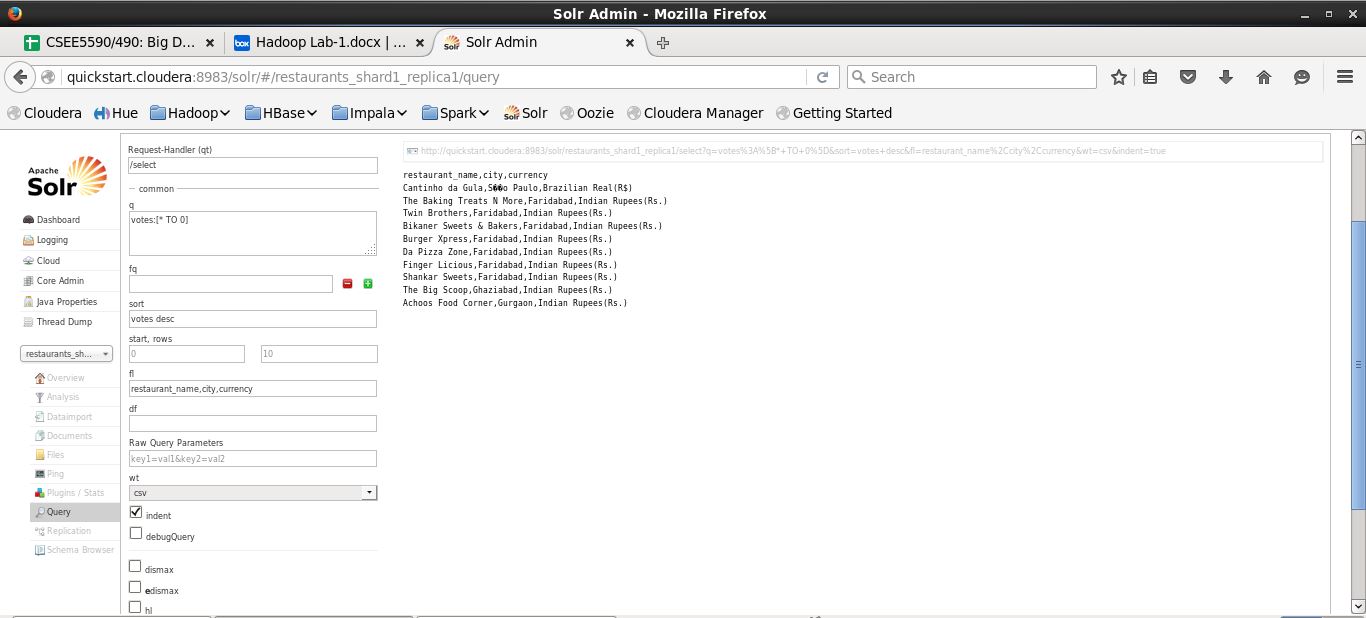 Solr Admin - Mozilla Firefox
CSEE5590/490: Big D... Hadoop Lab-1.docx | ... Solr Admin
quickstart.cloudera:8983/solr/#/restaurants_shard1_replica1/query Search
Cloudera Hue Hadoop HBase Impala Spark Solr Oozie Cloudera Manager Getting Started
Apache
Solr
Dashboard
Logging
Cloud
Core Admin
Java Properties
Thread Dump
restaurants_sh...
Overview
Analysis
Dataimport
Documents
Files
Ping
Plugins / Stats
Query
Replication
Schema Browser
Request-Handler (qt)
/select
common
q
votes:[* TO 0]
fq
sort
votes desc
start, rows
0 10
fl
restaurant_name,city,currency
df
Raw Query Parameters
key1=val1&key2=val2
wt
csv
indent
debugQuery
dismax
edismax
hl
http://quickstart.cloudera:8983/solr/restaurants_shard1_replica1/select?q=votes%3A%5B*+TO+0%5D&sort=votes+desc&fl=restaurant_name%2Ccity%2Ccurrency&wt=csv&indent=true
restaurant_name,city,currency
Cantinho da Gula,S��o Paulo,Brazilian Real(R$)
The Baking Treats N More,Faridabad,Indian Rupees(Rs.)
Twin Brothers,Faridabad,Indian Rupees(Rs.)
Bikaner Sweets & Bakers,Faridabad,Indian Rupees(Rs.)
Burger Xpress,Faridabad,Indian Rupees(Rs.)
Da Pizza Zone,Faridabad,Indian Rupees(Rs.)
Finger Licious,Faridabad,Indian Rupees(Rs.)
Shankar Sweets,Faridabad,Indian Rupees(Rs.)
The Big Scoop,Ghaziabad,Indian Rupees(Rs.)
Achoos Food Corner,Gurgaon,Indian Rupees(Rs.)